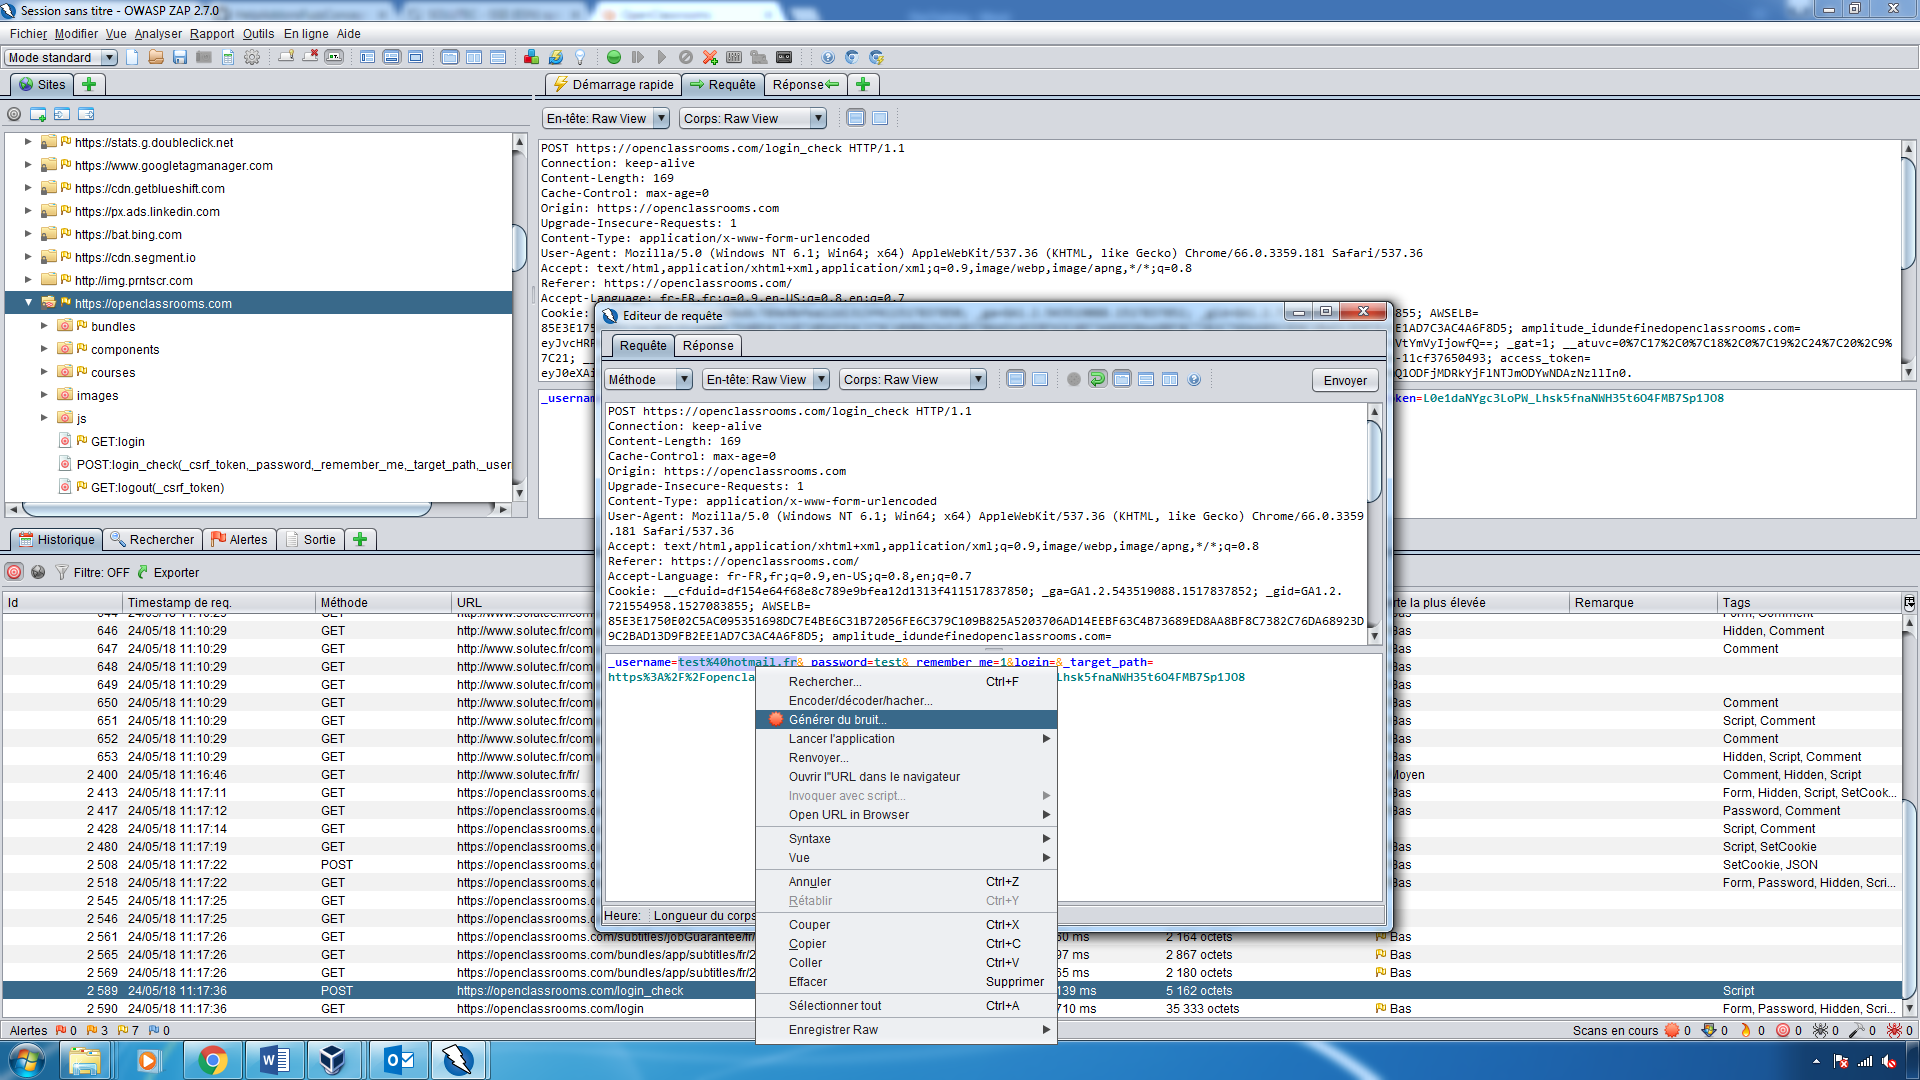 Session sans titre - OWASP ZAP 2.7.0
Fichier Modifier Vue Analyser Rapport Outils En ligne Aide
Mode standard
Sites
Démarrage rapide Requête Réponse
En-tête: Raw View Corps: Raw View
https://stats.g.doubleclick.net
https://www.googletagmanager.com
https://cdn.getblueshift.com
https://px.ads.linkedin.com
https://bat.bing.com
https://cdn.segment.io
http://img.prntscr.com
https://openclassrooms.com
bundles
components
courses
images
js
GET:login
POST:login_check(_csrf_token,_password,_remember_me,_target_path,_user
GET:logout(_csrf_token)
POST https://openclassrooms.com/login_check HTTP/1.1
Connection: keep-alive
Content-Length: 169
Cache-Control: max-age=0
Origin: https://openclassrooms.com
Upgrade-Insecure-Requests: 1
Content-Type: application/x-www-form-urlencoded
User-Agent: Mozilla/5.0 (Windows NT 6.1; Win64; x64) AppleWebKit/537.36 (KHTML, like Gecko) Chrome/66.0.3359.181 Safari/537.36
Accept: text/html,application/xhtml+xml,application/xml;q=0.9,image/webp,image/apng,*/*;q=0.8
Referer: https://openclassrooms.com/
Accept-Language: fr-FR,fr;q=0.9,en-US;q=0.8,en;q=0.7
Cookie: 855; AWSELB=
85E3E175 E1AD7C3AC4A6F8D5; amplitude_idundefinedopenclassrooms.com=
eyJvcHRF VtYmVyIjowfQ==; _gat=1; __atuvc=0%7C17%2C0%7C18%2C0%7C19%2C24%7C20%2C9%
7C21; -11cf37650493; access_token=
eyJ0eXAi Q1ODFjMDRkYjFlNTJmODYwNDAzNzllIn0.
_usernam ken=L0e1daNYgc3LoPW_Lhsk5fnaNWH35t6O4FMB7Sp1JO8
Editeur de requête
Requête Réponse
Méthode En-tête: Raw View Corps: Raw View Envoyer
POST https://openclassrooms.com/login_check HTTP/1.1
Connection: keep-alive
Content-Length: 169
Cache-Control: max-age=0
Origin: https://openclassrooms.com
Upgrade-Insecure-Requests: 1
Content-Type: application/x-www-form-urlencoded
User-Agent: Mozilla/5.0 (Windows NT 6.1; Win64; x64) AppleWebKit/537.36 (KHTML, like Gecko) Chrome/66.0.3359
.181 Safari/537.36
Accept: text/html,application/xhtml+xml,application/xml;q=0.9,image/webp,image/apng,*/*;q=0.8
Referer: https://openclassrooms.com/
Accept-Language: fr-FR,fr;q=0.9,en-US;q=0.8,en;q=0.7
Cookie: __cfduid=df154e64f68e8c789e9bfea12d1313f411517837850; _ga=GA1.2.543519088.1517837852; _gid=GA1.2.
721554958.1527083855; AWSELB=
85E3E1750E02C5AC095351698DC7E4BE6C31B72056FE6C379C109B825A5203706AD14EEBF63C4B73689ED8AA8BF8C7382C76DA68923D
9C2BAD13D9FB2EE1AD7C3AC4A6F8D5; amplitude_idundefinedopenclassrooms.com=
_username=test%40hotmail.fr&_password=test&_remember_me=1&login=&_target_path=
https%3A%2F%2Fopencla Lhsk5fnaNWH35t6O4FMB7Sp1JO8
Rechercher... Ctrl+F
Encoder/décoder/hacher...
Générer du bruit...
Lancer l'application
Renvoyer...
Ouvrir l"URL dans le navigateur
Invoquer avec script...
Open URL in Browser
Syntaxe
Vue
Annuler Ctrl+Z
Rétablir Ctrl+Y
Couper Ctrl+X
Copier Ctrl+C
Coller Ctrl+V
Effacer Supprimer
Sélectionner tout Ctrl+A
Enregistrer Raw
Heure: Longueur du corps
Historique Rechercher Alertes Sortie
Filtre: OFF Exporter
Id Timestamp de req. Méthode URL rte la plus élevée Remarque Tags
646 24/05/18 11:10:29 GET http://www.solutec.fr/com Bas Hidden, Comment
647 24/05/18 11:10:29 GET http://www.solutec.fr/com Bas Comment
648 24/05/18 11:10:29 GET http://www.solutec.fr/com Bas
649 24/05/18 11:10:29 GET http://www.solutec.fr/com Bas
650 24/05/18 11:10:29 GET http://www.solutec.fr/com Bas Comment
651 24/05/18 11:10:29 GET http://www.solutec.fr/com Bas Script, Comment
652 24/05/18 11:10:29 GET http://www.solutec.fr/com Bas Comment
653 24/05/18 11:10:29 GET http://www.solutec.fr/com Bas Hidden, Script, Comment
2 400 24/05/18 11:16:46 GET http://www.solutec.fr/fr/ Moyen Comment, Hidden, Script
2 413 24/05/18 11:17:11 GET https://openclassrooms.c Bas Form, Hidden, Script, SetCook...
2 417 24/05/18 11:17:12 GET https://openclassrooms.c Bas Password, Comment
2 428 24/05/18 11:17:14 GET https://openclassrooms.c Script, Comment
2 480 24/05/18 11:17:19 GET https://openclassrooms.c Bas Script, SetCookie
2 508 24/05/18 11:17:22 POST https://openclassrooms.c Bas SetCookie, JSON
2 518 24/05/18 11:17:22 GET https://openclassrooms.c Bas Form, Password, Hidden, Scri...
2 545 24/05/18 11:17:25 GET https://openclassrooms.c
2 546 24/05/18 11:17:25 GET https://openclassrooms.c
2 561 24/05/18 11:17:26 GET https://openclassrooms.com/subtitles/jobGuarantee/fr/ 60 ms 2 164 octets Bas
2 565 24/05/18 11:17:26 GET https://openclassrooms.com/bundles/app/subtitles/fr/2 97 ms 2 867 octets Bas
2 569 24/05/18 11:17:26 GET https://openclassrooms.com/bundles/app/subtitles/fr/2 65 ms 2 180 octets Bas
2 589 24/05/18 11:17:36 POST https://openclassrooms.com/login_check 139 ms 5 162 octets Script
2 590 24/05/18 11:17:36 GET https://openclassrooms.com/login 710 ms 35 333 octets Bas Form, Password, Hidden, Scri...
Alertes 0 3 7 0 Scans en cours 0 0 0 0 0 0 0